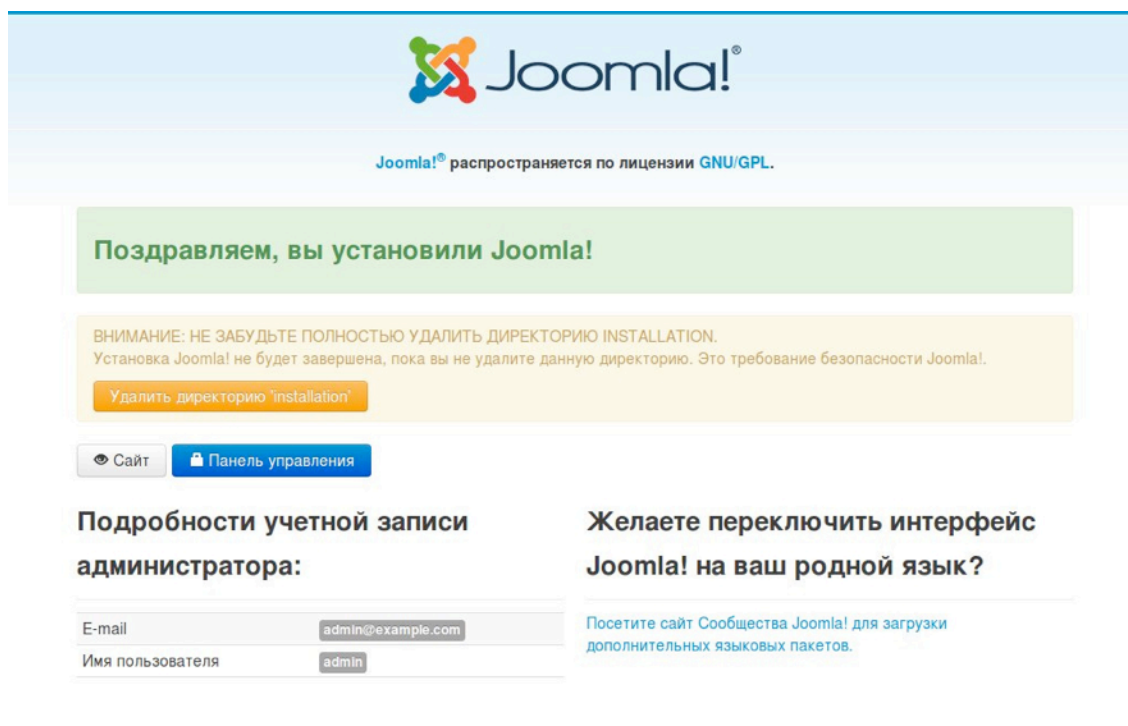 Joomla!®
Joomla!® распространяется по лицензии GNU/GPL.
Поздравляем, вы установили Joomla!
ВНИМАНИЕ: НЕ ЗАБУДЬТЕ ПОЛНОСТЬЮ УДАЛИТЬ ДИРЕКТОРИЮ INSTALLATION.
Установка Joomla! не будет завершена, пока вы не удалите данную директорию. Это требование безопасности Joomla!.
Удалить директорию 'installation'
Сайт
Панель управления
Подробности учетной записи
администратора:
E-mail admin@example.com
Имя пользователя admin
Желаете переключить интерфейс
Joomla! на ваш родной язык?
Посетите сайт Сообщества Joomla! для загрузки
дополнительных языковых пакетов.